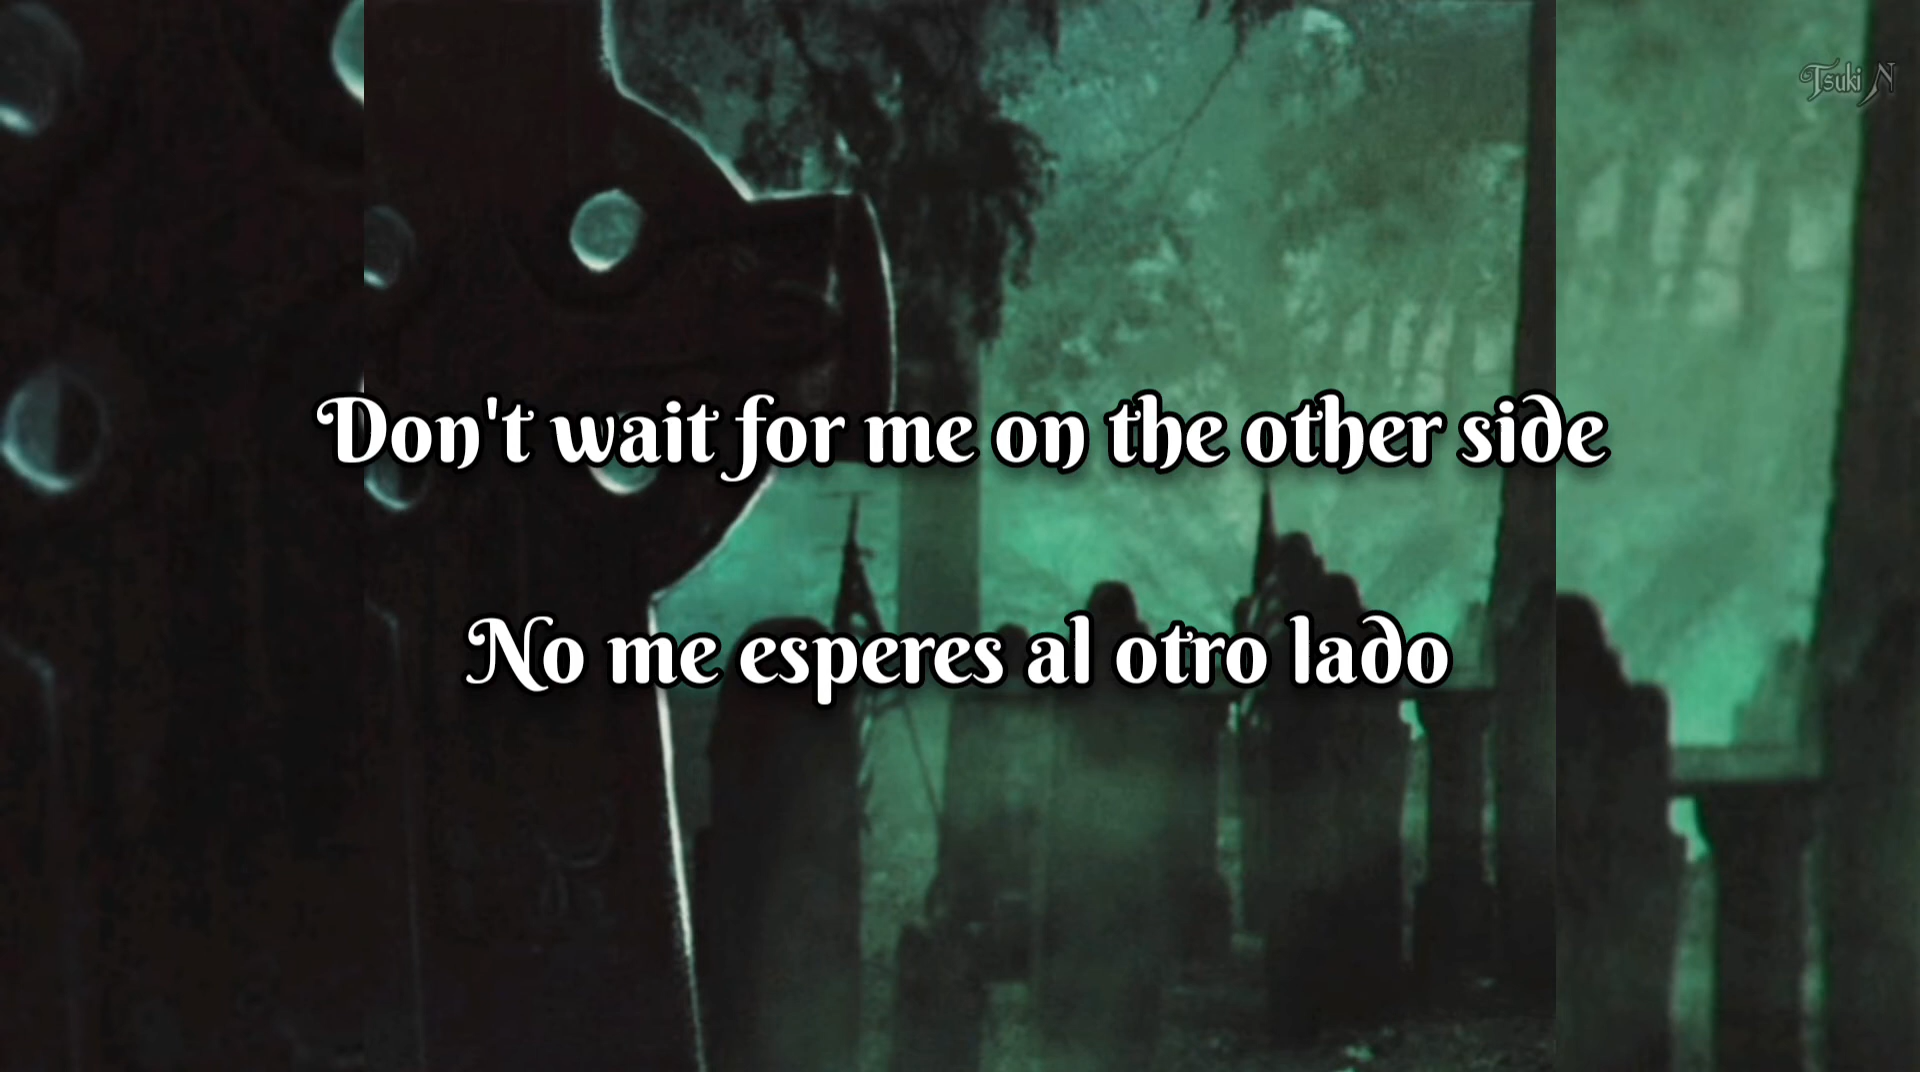 Tsuki N
Don't wait for me on the other side
No me esperes al otro lado